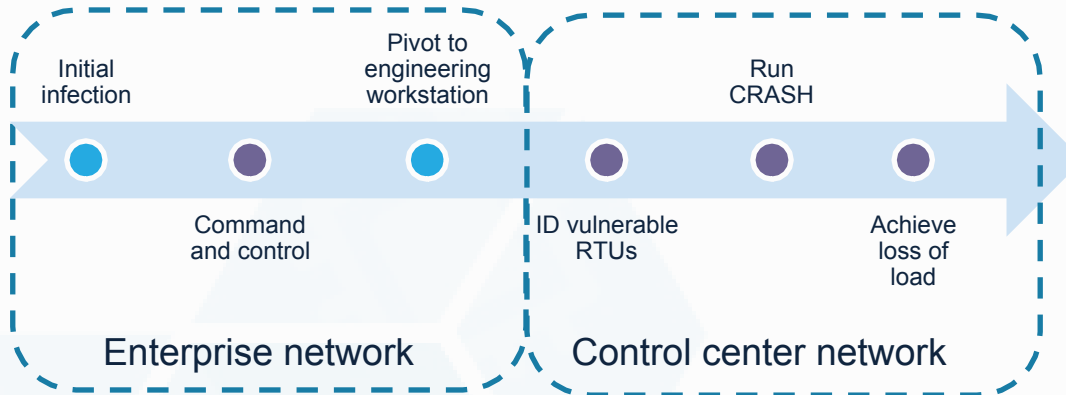 Initial
infection
Pivot to
engineering
workstation
Run
CRASH
Command
and control
ID vulnerable
RTUs
Achieve
loss of
load
Enterprise network
Control center network